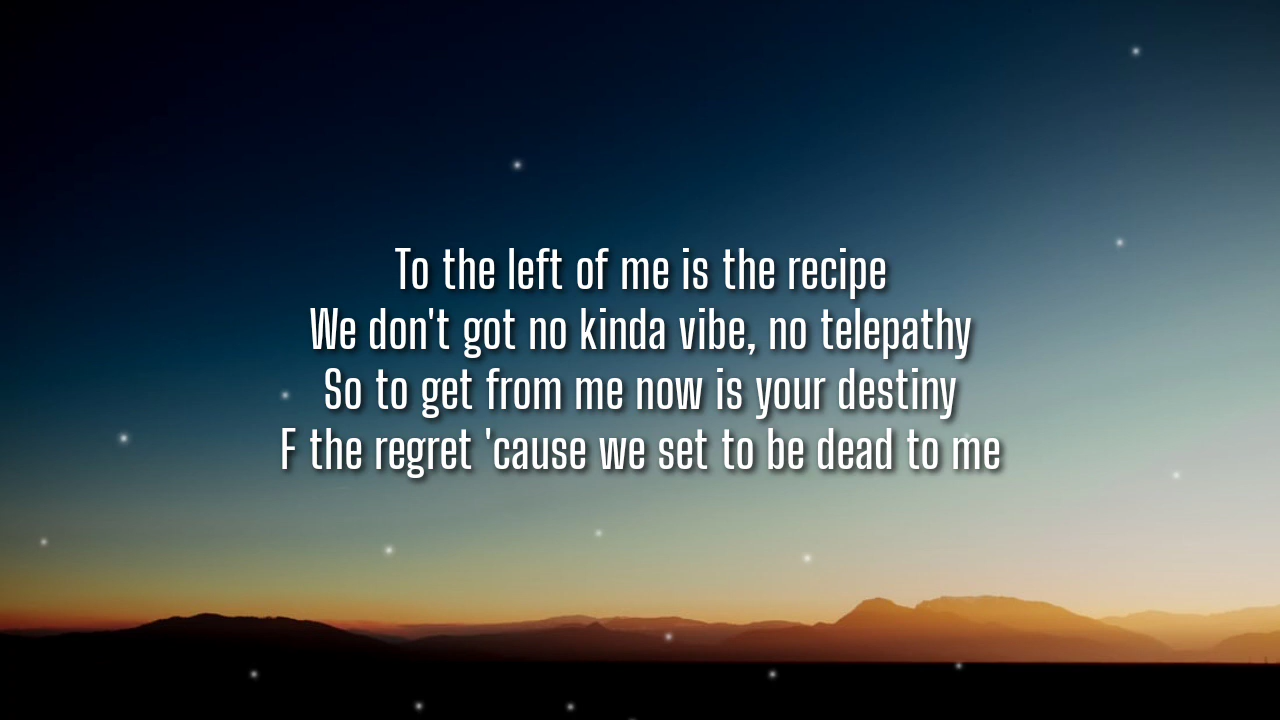 To the left of me is the recipe
We don't got no kinda vibe, no telepathy
So to get from me now is your destiny
F the regret 'cause we set to be dead to me